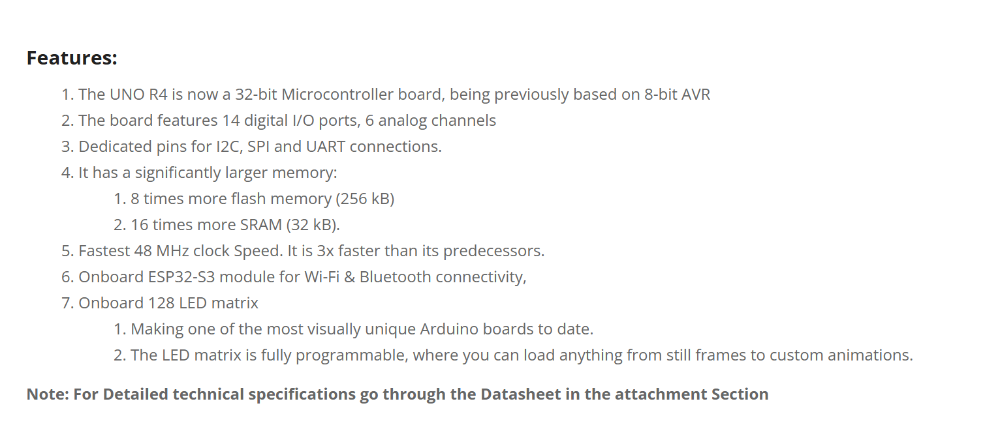 Features:
1. The UNO R4 is now a 32-bit Microcontroller board, being previously based on 8-bit AVR
2. The board features 14 digital I/O ports, 6 analog channels
3. Dedicated pins for I2C, SPI and UART connections.
4. It has a significantly larger memory:
1. 8 times more flash memory (256 kB)
2. 16 times more SRAM (32 kB).
5. Fastest 48 MHz clock Speed. It is 3x faster than its predecessors.
6. Onboard ESP32-S3 module for Wi-Fi & Bluetooth connectivity,
7. Onboard 128 LED matrix
1. Making one of the most visually unique Arduino boards to date.
2. The LED matrix is fully programmable, where you can load anything from still frames to custom animations.
Note: For Detailed technical specifications go through the Datasheet in the attachment Section